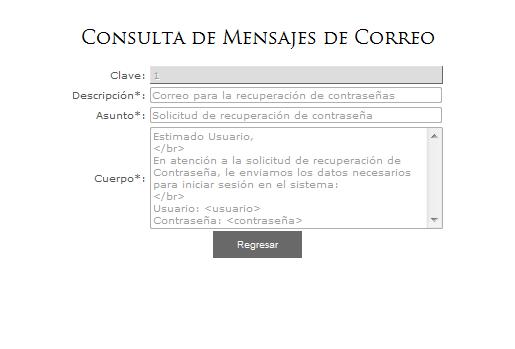 Consulta de Mensajes de Correo
Clave: 1
Descripción*: Correo para la recuperación de contraseñas
Asunto*: Solicitud de recuperación de contraseña
Cuerpo*:
Estimado Usuario,
</br>
En atención a la solicitud de recuperación de
Contraseña, le enviamos los datos necesarios
para iniciar sesión en el sistema:
</br>
Usuario: <usuario>
Contraseña: <contraseña>
Regresar